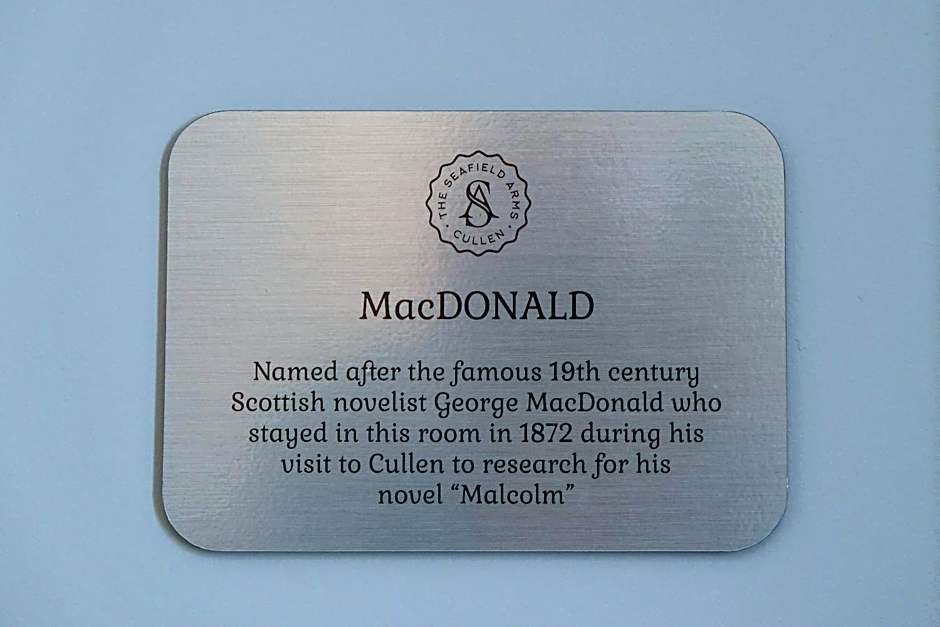 THE SEAFIELD ARMS
SA
· CULLEN ·
MacDONALD
Named after the famous 19th century
Scottish novelist George MacDonald who
stayed in this room in 1872 during his
visit to Cullen to research for his
novel “Malcolm”